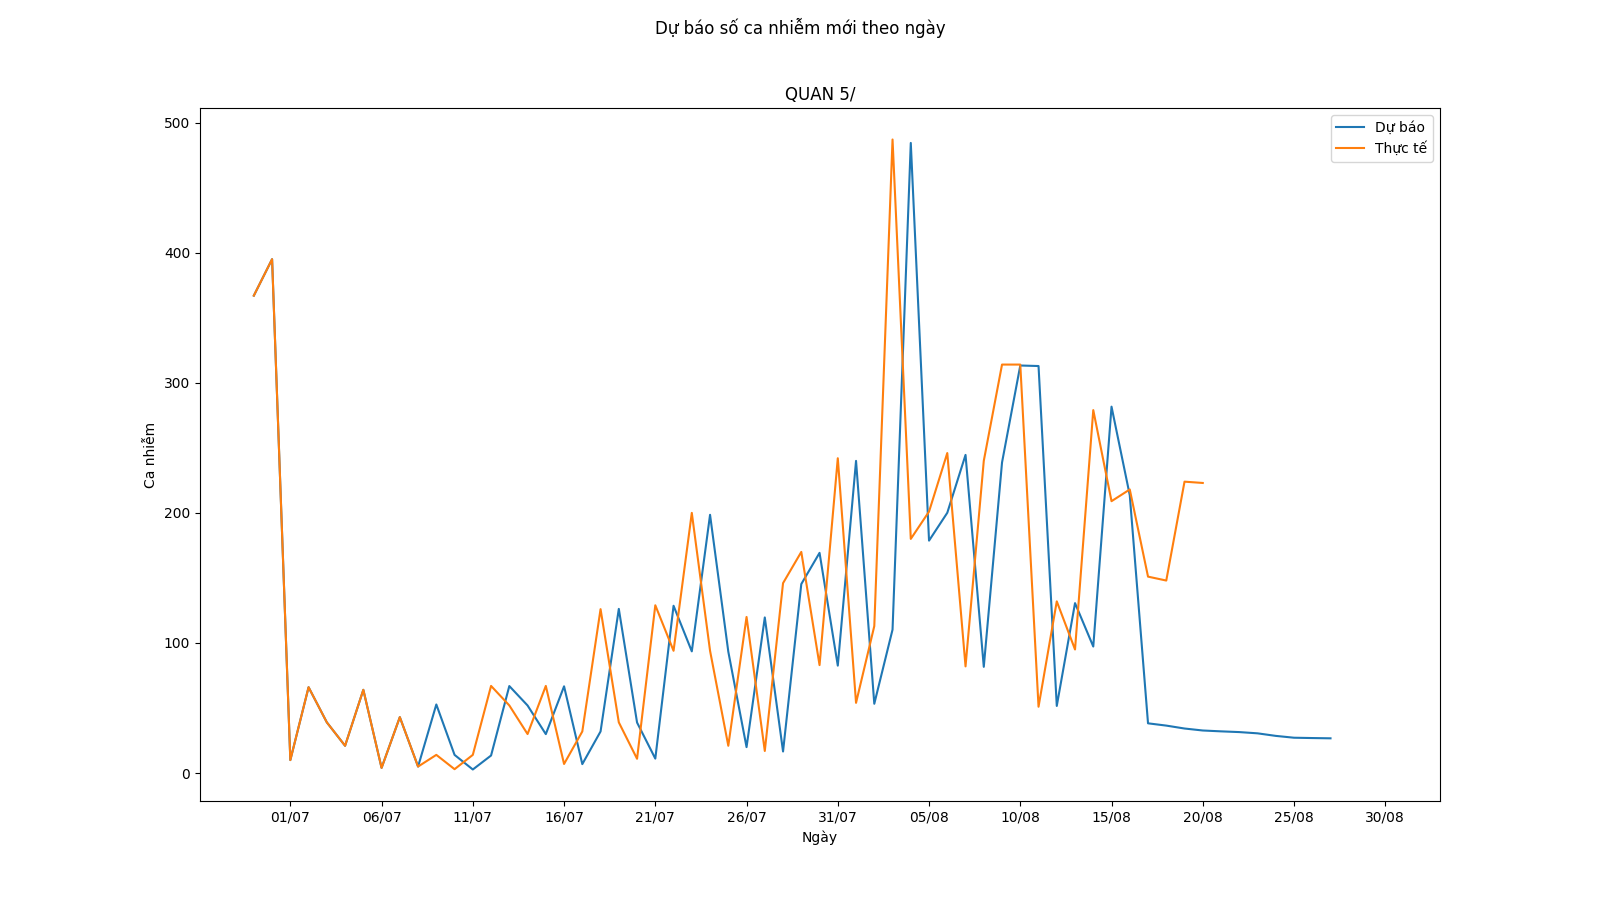 Dự báo số ca nhiễm mới theo ngày
QUAN 5/
Dự báo
Thực tế
500
400
300
200
100
0
Ca nhiễm
01/07 06/07 11/07 16/07 21/07 26/07 31/07 05/08 10/08 15/08 20/08 25/08 30/08
Ngày